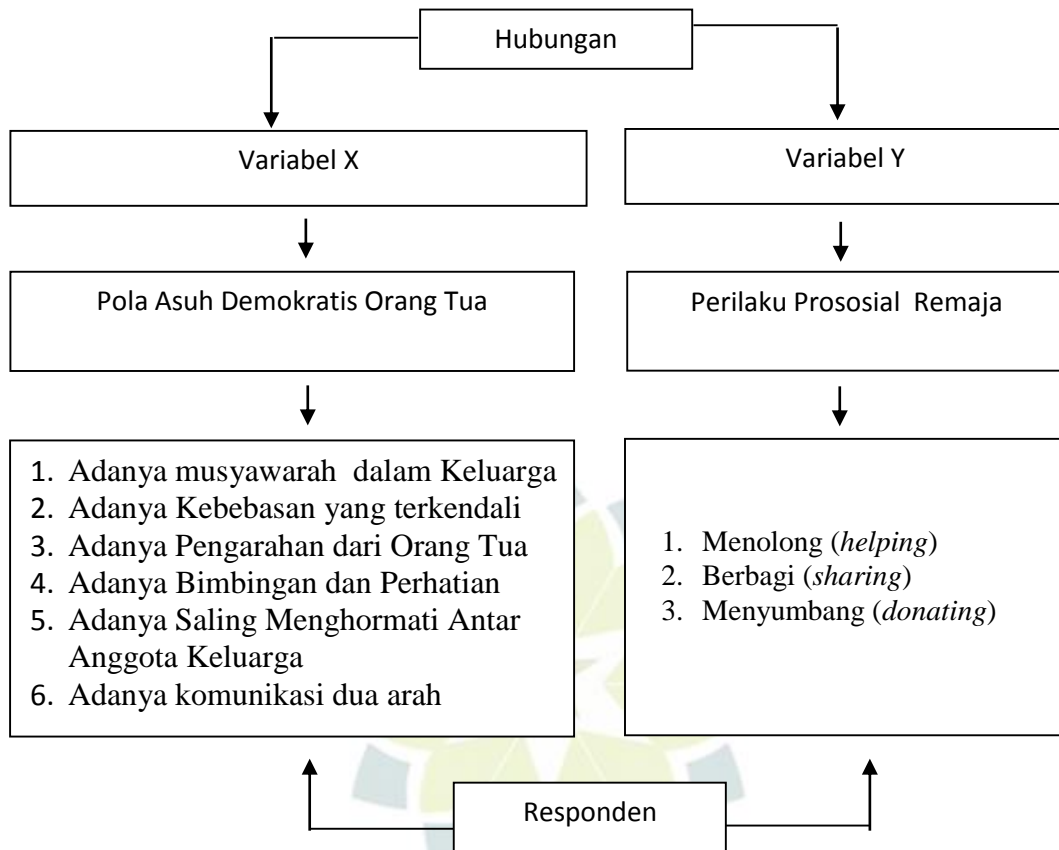 Hubungan
Variabel X
Variabel Y
Pola Asuh Demokratis Orang Tua
Perilaku Prososial Remaja
1. Adanya musyawarah dalam Keluarga
2. Adanya Kebebasan yang terkendali
3. Adanya Pengarahan dari Orang Tua
4. Adanya Bimbingan dan Perhatian
5. Adanya Saling Menghormati Antar
Anggota Keluarga
6. Adanya komunikasi dua arah
1. Menolong (helping)
2. Berbagi (sharing)
3. Menyumbang (donating)
Responden